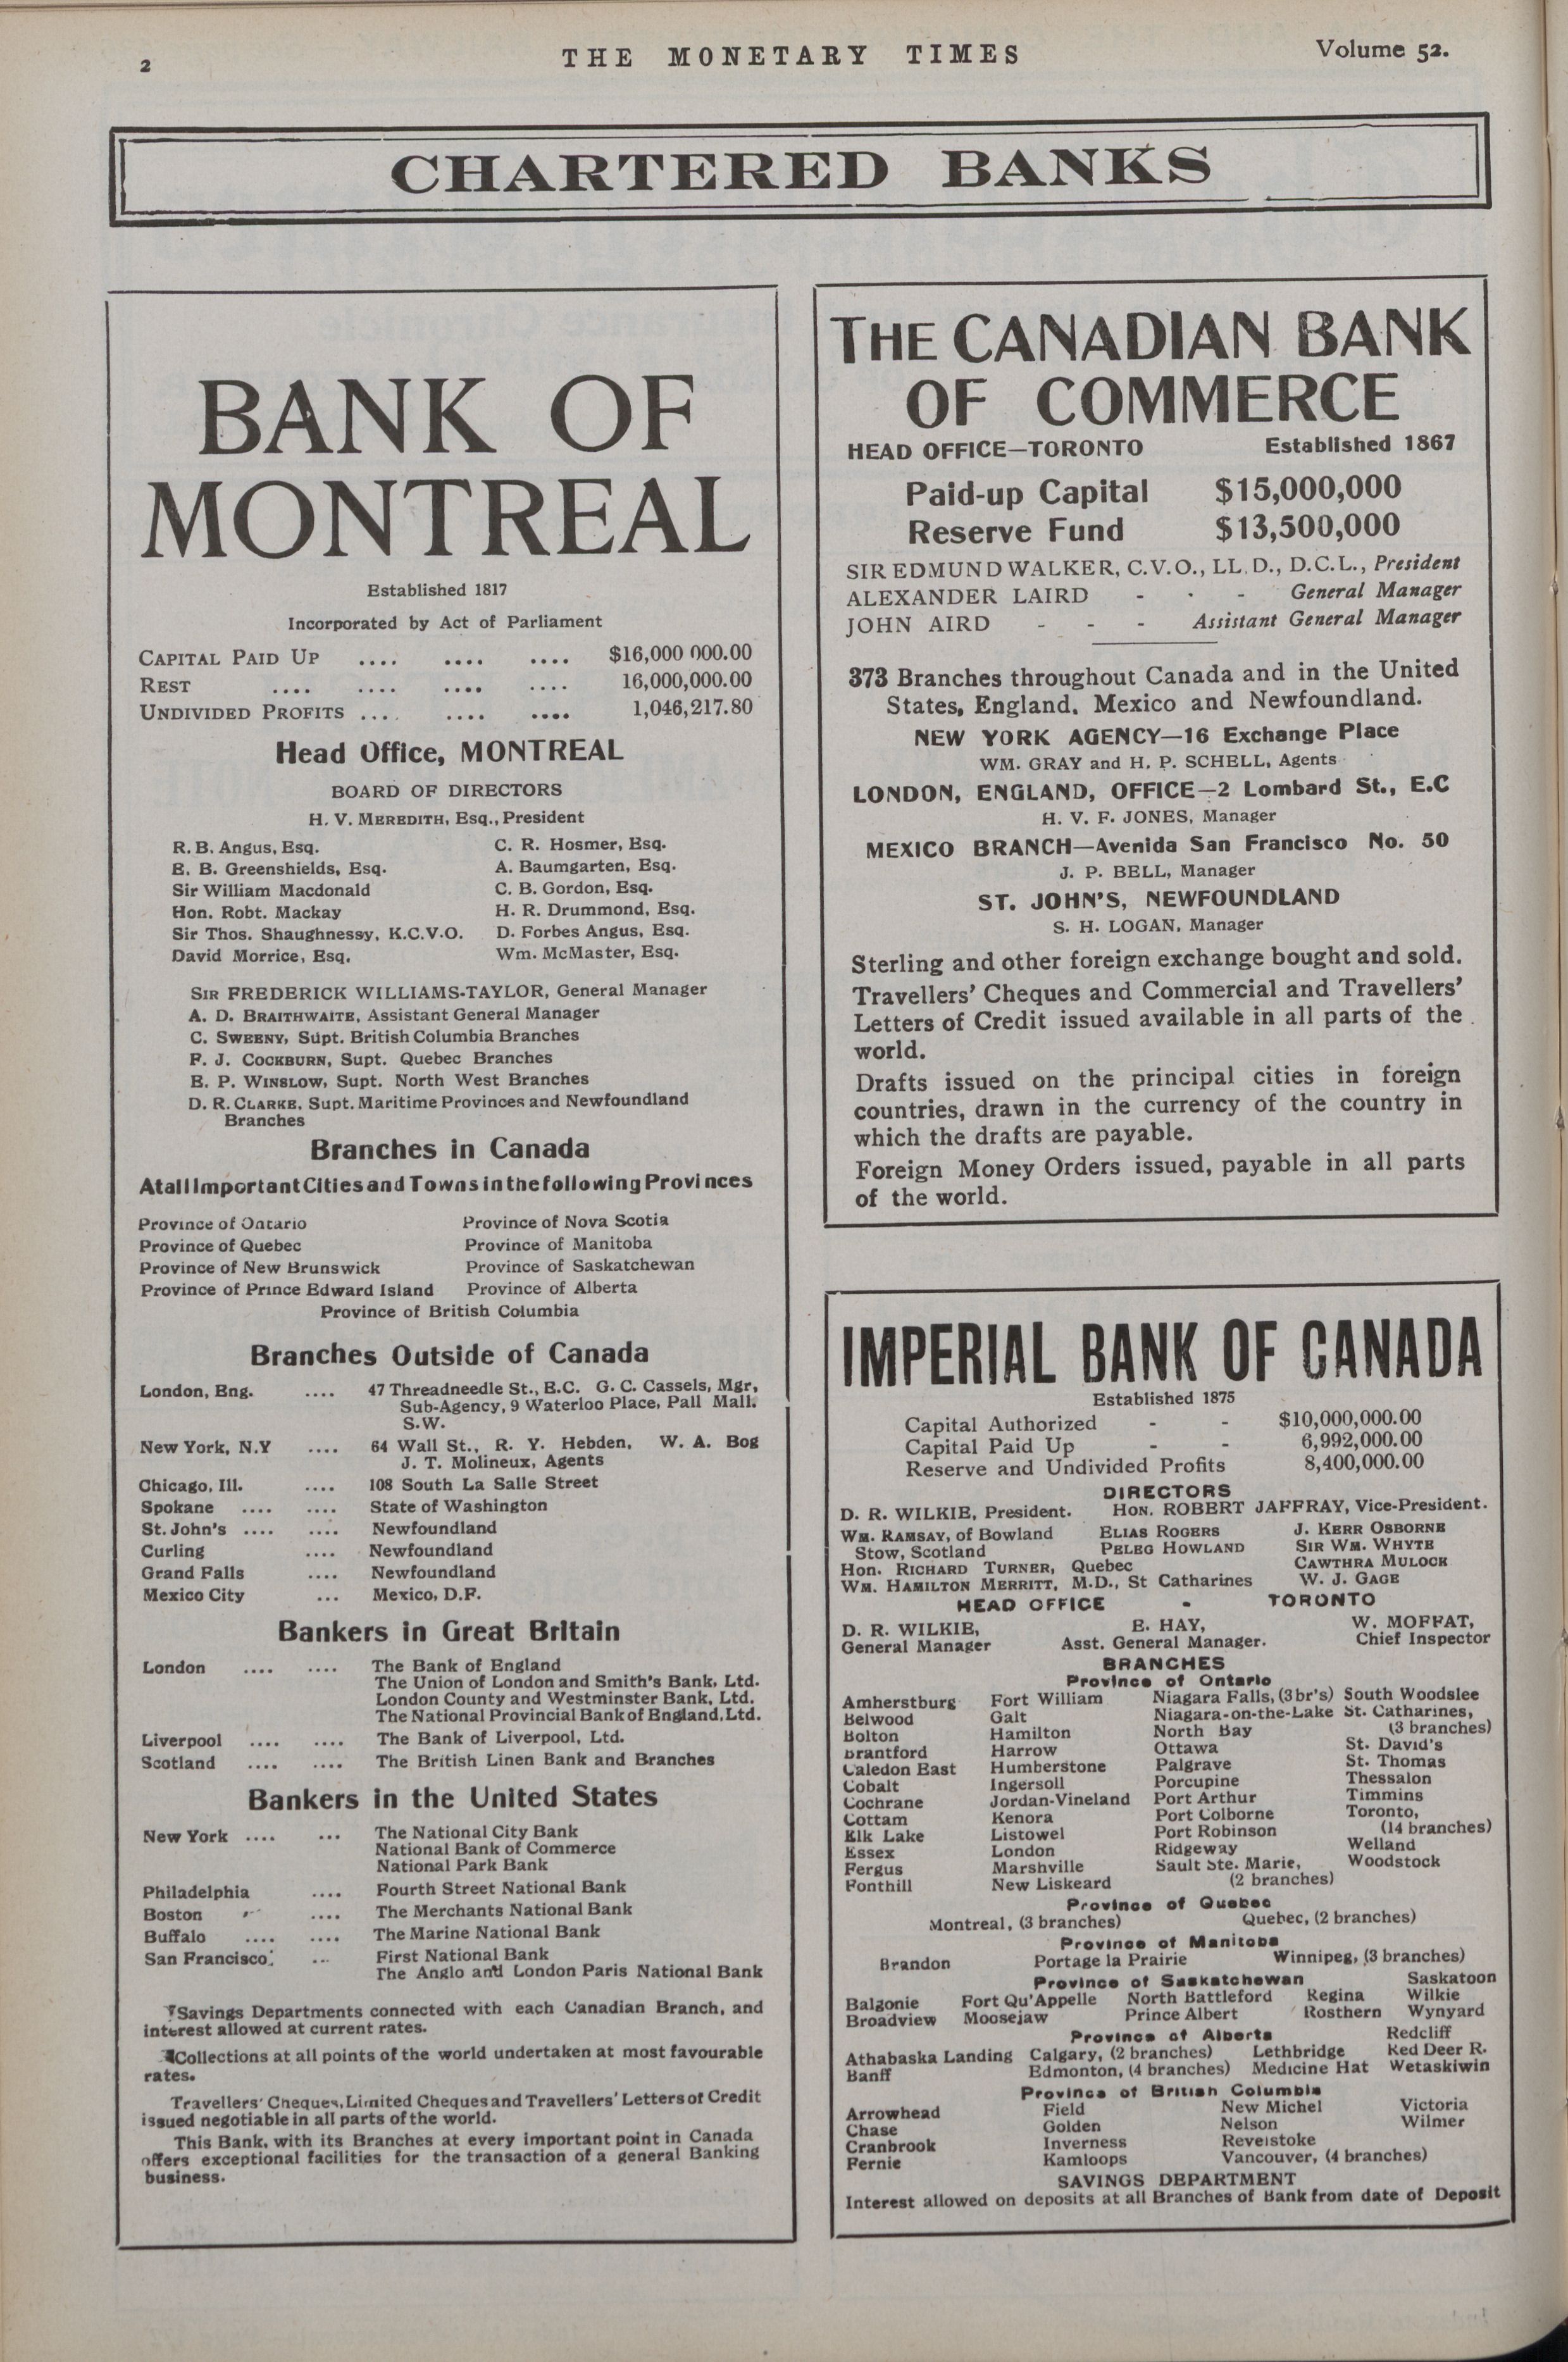 2
THE MONETARY TIMES
Volume 52.
CHARTERED BANKS
BANK OF
MONTREAL
Established 1817
Incorporated by Act of Parliament
CAPITAL PAID UP .... .... .... $16,000 000.00
REST .... .... .... .... 16,000,000.00
UNDIVIDED PROFITS .... .... .... 1,046,217.80
Head Office, MONTREAL
BOARD OF DIRECTORS
H. V. MEREDITH, Esq., President
R. B. Angus, Esq. C. R. Hosmer, Esq.
E. B. Greenshields, Esq. A. Baumgarten, Esq.
Sir William Macdonald C. B. Gordon, Esq.
Hon. Robt. Mackay H. R. Drummond, Esq.
Sir Thos. Shaughnessy, K.C.V.O. D. Forbes Angus, Esq.
David Morrice, Esq. Wm. McMaster, Esq.
SIR FREDERICK WILLIAMS-TAYLOR, General Manager
A. D. BRAITHWAITE, Assistant General Manager
C. SWEENY, Supt. British Columbia Branches
F. J. COCKBURN, Supt. Quebec Branches
E. P. WINSLOW, Supt. North West Branches
D. R. CLARKE, Supt. Maritime Provinces and Newfoundland
Branches
Branches in Canada
At all Important Cities and Towns in the following Provinces
Province of Ontario Province of Nova Scotia
Province of Quebec Province of Manitoba
Province of New Brunswick Province of Saskatchewan
Province of Prince Edward Island Province of Alberta
Province of British Columbia
Branches Outside of Canada
London, Eng. .... 47 Threadneedle St., E.C. G. C. Cassels, Mgr,
Sub-Agency, 9 Waterloo Place, Pall Mall.
S.W.
New York, N.Y .... 64 Wall St., R. Y. Hebden, W. A. Bog
J. T. Molineux, Agents
Chicago, Ill. .... 108 South La Salle Street
Spokane .... .... State of Washington
St. John's .... .... Newfoundland
Curling .... Newfoundland
Grand Falls .... Newfoundland
Mexico City ... Mexico, D.F.
Bankers in Great Britain
London .... .... The Bank of England
The Union of London and Smith's Bank, Ltd.
London County and Westminster Bank, Ltd.
The National Provincial Bank of England, Ltd.
Liverpool .... .... The Bank of Liverpool, Ltd.
Scotland .... .... The British Linen Bank and Branches
Bankers in the United States
New York .... ... The National City Bank
National Bank of Commerce
National Park Bank
Philadelphia .... Fourth Street National Bank
Boston .... The Merchants National Bank
Buffalo .... .... The Marine National Bank
San Francisco ... First National Bank
The Anglo and London Paris National Bank
Savings Departments connected with each Canadian Branch, and
interest allowed at current rates.
Collections at all points of the world undertaken at most favourable
rates.
Travellers' Cheques, Limited Cheques and Travellers' Letters of Credit
issued negotiable in all parts of the world.
This Bank, with its Branches at every important point in Canada
offers exceptional facilities for the transaction of a general Banking
business.
THE CANADIAN BANK
OF COMMERCE
HEAD OFFICE—TORONTO Established 1867
Paid-up Capital $15,000,000
Reserve Fund $13,500,000
SIR EDMUND WALKER, C.V.O., LL.D., D.C.L., President
ALEXANDER LAIRD - - - General Manager
JOHN AIRD - - - Assistant General Manager
373 Branches throughout Canada and in the United
States, England, Mexico and Newfoundland.
NEW YORK AGENCY—16 Exchange Place
WM. GRAY and H. P. SCHELL, Agents
LONDON, ENGLAND, OFFICE—2 Lombard St., E.C
H. V. F. JONES, Manager
MEXICO BRANCH—Avenida San Francisco No. 50
J. P. BELL, Manager
ST. JOHN'S, NEWFOUNDLAND
S. H. LOGAN, Manager
Sterling and other foreign exchange bought and sold.
Travellers' Cheques and Commercial and Travellers'
Letters of Credit issued available in all parts of the
world.
Drafts issued on the principal cities in foreign
countries, drawn in the currency of the country in
which the drafts are payable.
Foreign Money Orders issued, payable in all parts
of the world.
IMPERIAL BANK OF CANADA
Established 1875
Capital Authorized - - $10,000,000.00
Capital Paid Up - - 6,992,000.00
Reserve and Undivided Profits 8,400,000.00
DIRECTORS
D. R. WILKIE, President. HON. ROBERT JAFFRAY, Vice-President.
WM. RAMSAY, of Bowland ELIAS ROGERS J. KERR OSBORNE
Stow, Scotland PELEG HOWLAND SIR WM. WHYTE
Hon. RICHARD TURNER, Quebec CAWTHRA MULOCK
WM. HAMILTON MERRITT, M.D., St Catharines W. J. GAGE
HEAD OFFICE - TORONTO
D. R. WILKIE, E. HAY, W. MOFFAT,
General Manager Asst. General Manager. Chief Inspector
BRANCHES
Province of Ontario
Amherstburg Fort William Niagara Falls, (3 br's) South Woodslee
Belwood Galt Niagara-on-the-Lake St. Catharines,
Bolton Hamilton North Bay (3 branches)
Brantford Harrow Ottawa St. David's
Caledon East Humberstone Palgrave St. Thomas
Cobalt Ingersoll Porcupine Thessalon
Cochrane Jordan-Vineland Port Arthur Timmins
Cottam Kenora Port Colborne Toronto,
Elk Lake Listowel Port Robinson (14 branches)
Essex London Ridgeway Welland
Fergus Marshville Sault Ste. Marie, Woodstock
Fonthill New Liskeard (2 branches)
Province of Quebec
Montreal, (3 branches) Quebec, (2 branches)
Province of Manitoba
Brandon Portage la Prairie Winnipeg, (3 branches)
Province of Saskatchewan Saskatoon
Balgonie Fort Qu'Appelle North Battleford Regina Wilkie
Broadview Moosejaw Prince Albert Rosthern Wynyard
Province of Alberta Redcliff
Athabaska Landing Calgary, (2 branches) Lethbridge Red Deer R.
Banff Edmonton, (4 branches) Medicine Hat Wetaskiwin
Province of British Columbia
Arrowhead Field New Michel Victoria
Chase Golden Nelson Wilmer
Cranbrook Inverness Revelstoke
Fernie Kamloops Vancouver, (4 branches)
SAVINGS DEPARTMENT
Interest allowed on deposits at all Branches of Bank from date of Deposit